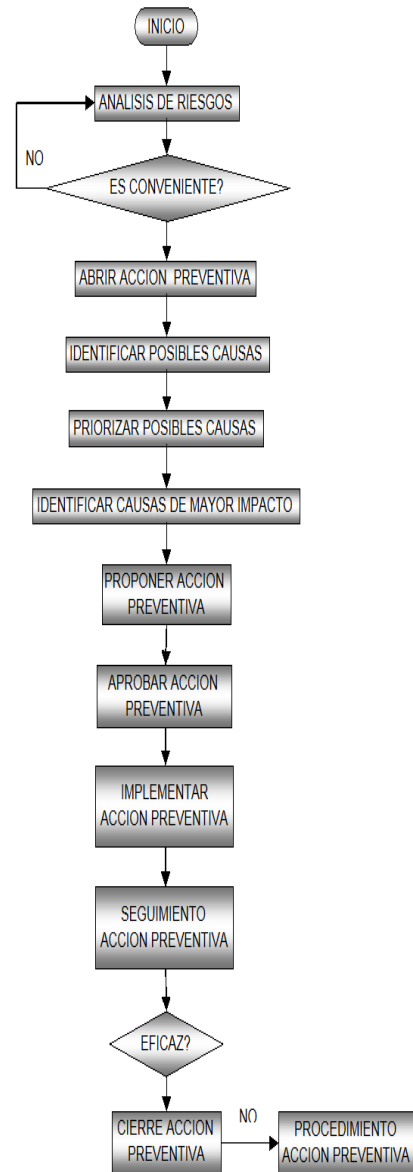 INICIO
ANALISIS DE RIESGOS
NO
ES CONVENIENTE?
ABRIR ACCION PREVENTIVA
IDENTIFICAR POSIBLES CAUSAS
PRIORIZAR POSIBLES CAUSAS
IDENTIFICAR CAUSAS DE MAYOR IMPACTO
PROPONER ACCION
PREVENTIVA
APROBAR ACCION
PREVENTIVA
IMPLEMENTAR
ACCION PREVENTIVA
SEGUIMIENTO
ACCION PREVENTIVA
EFICAZ?
CIERRE ACCION
PREVENTIVA
NO
PROCEDIMIENTO
ACCION PREVENTIVA